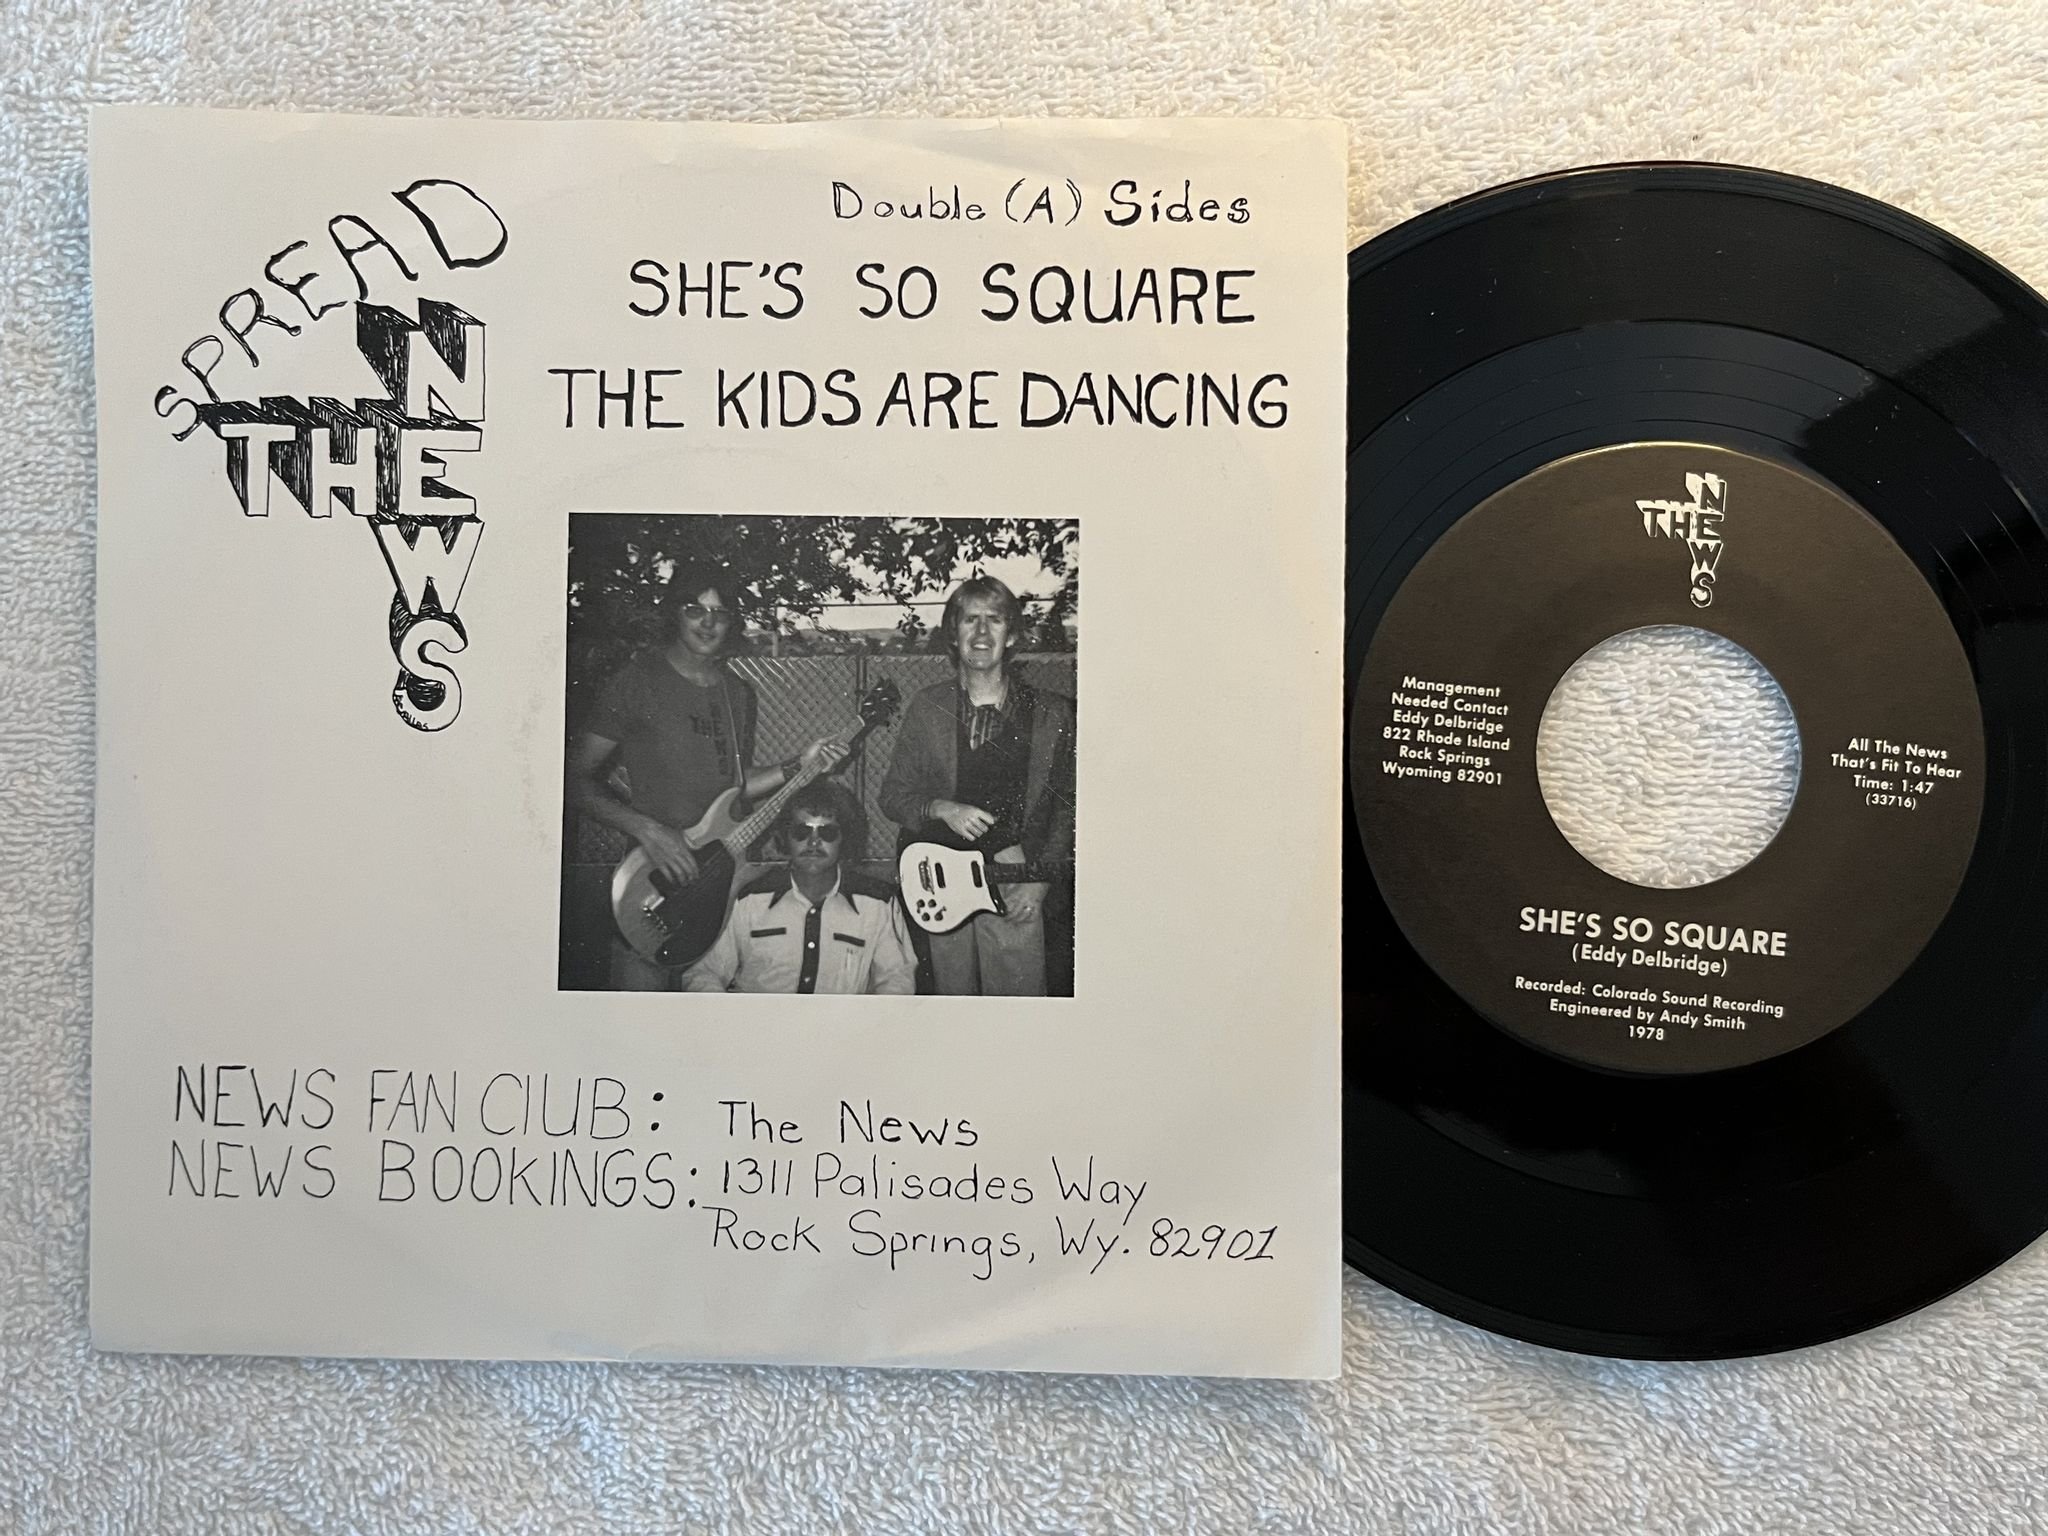 SPREAD
THE NEWS
Double (A) Sides
SHE'S SO SQUARE
THE KIDS ARE DANCING
NEWS FAN CLUB: The News
NEWS BOOKINGS: 1311 Palisades Way
Rock Springs, Wy. 82901
THE NEWS
Management
Needed Contact
Eddy Delbridge
822 Rhode Island
Rock Springs
Wyoming 82901
All The News
That's Fit To Hear
Time: 1:47
(33716)
SHE'S SO SQUARE
(Eddy Delbridge)
Recorded: Colorado Sound Recording
Engineered by Andy Smith
1978